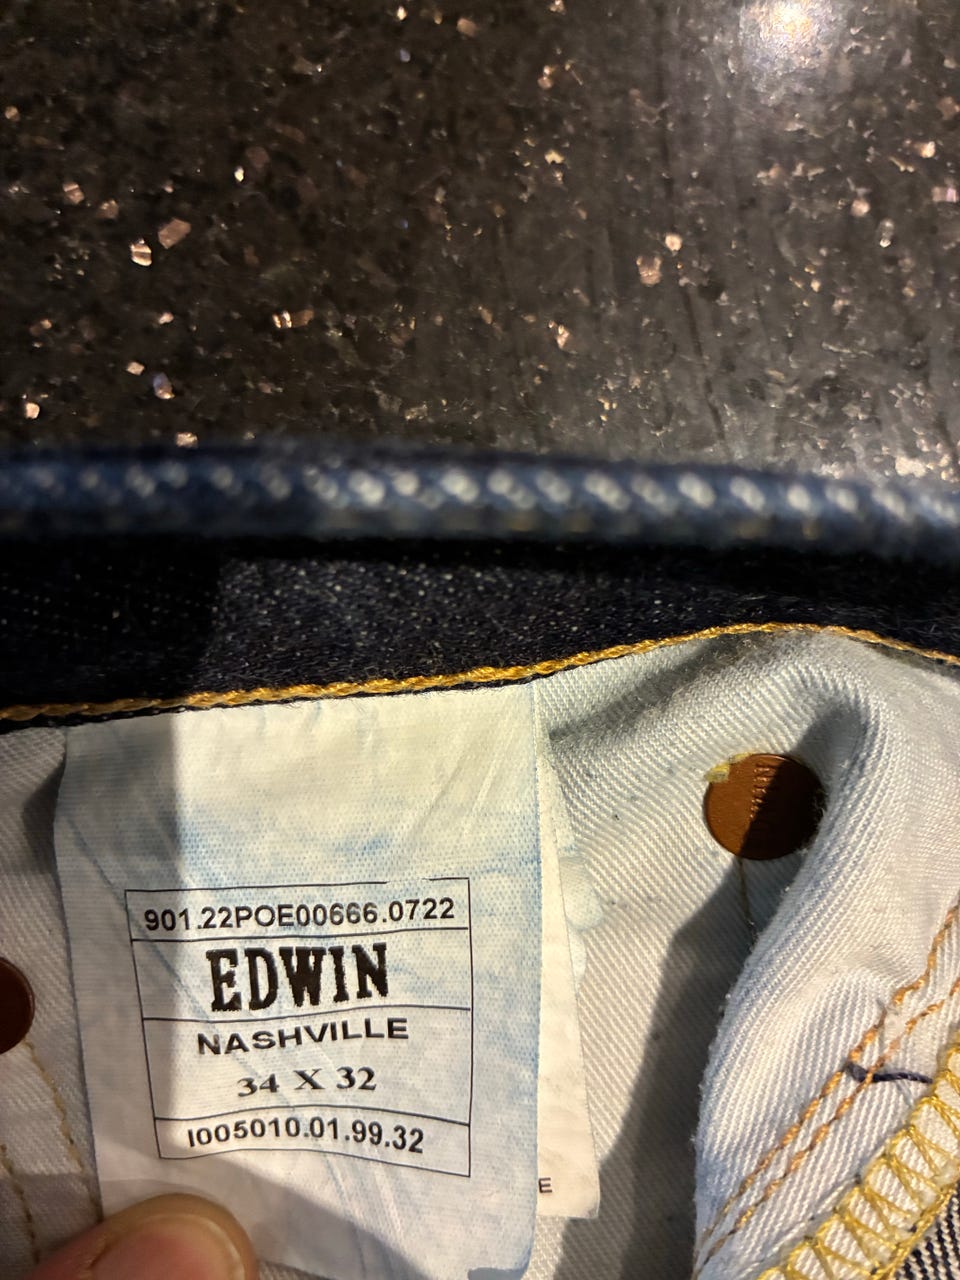 901.22POE00666.0722
EDWIN
NASHVILLE
34 X 32
I005010.01.99.32
E